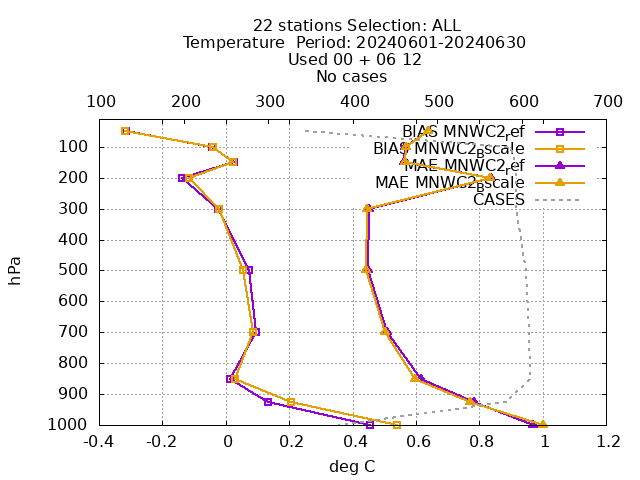 22 stations Selection: ALL
Temperature  Period: 20240601-20240630
Used 00 + 06 12
No cases
100 200 300 400 500 600 700
BIAS MNWC2_ref
BIAS MNWC2_Bscale
MAE MNWC2_ref
MAE MNWC2_Bscale
CASES
100
200
300
400
500
600
700
800
900
1000
hPa
-0.4 -0.2 0 0.2 0.4 0.6 0.8 1 1.2
deg C